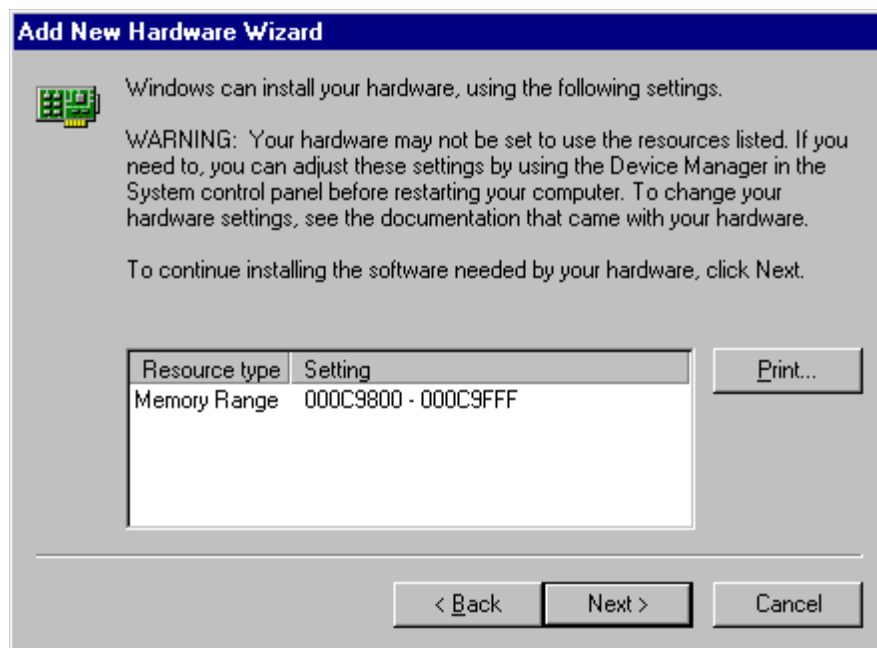 Add New Hardware Wizard
Windows can install your hardware, using the following settings.
WARNING:  Your hardware may not be set to use the resources listed. If you
need to, you can adjust these settings by using the Device Manager in the
System control panel before restarting your computer. To change your
hardware settings, see the documentation that came with your hardware.
To continue installing the software needed by your hardware, click Next.
Resource type Setting
Memory Range 000C9800 - 000C9FFF
Print...
< Back Next > Cancel